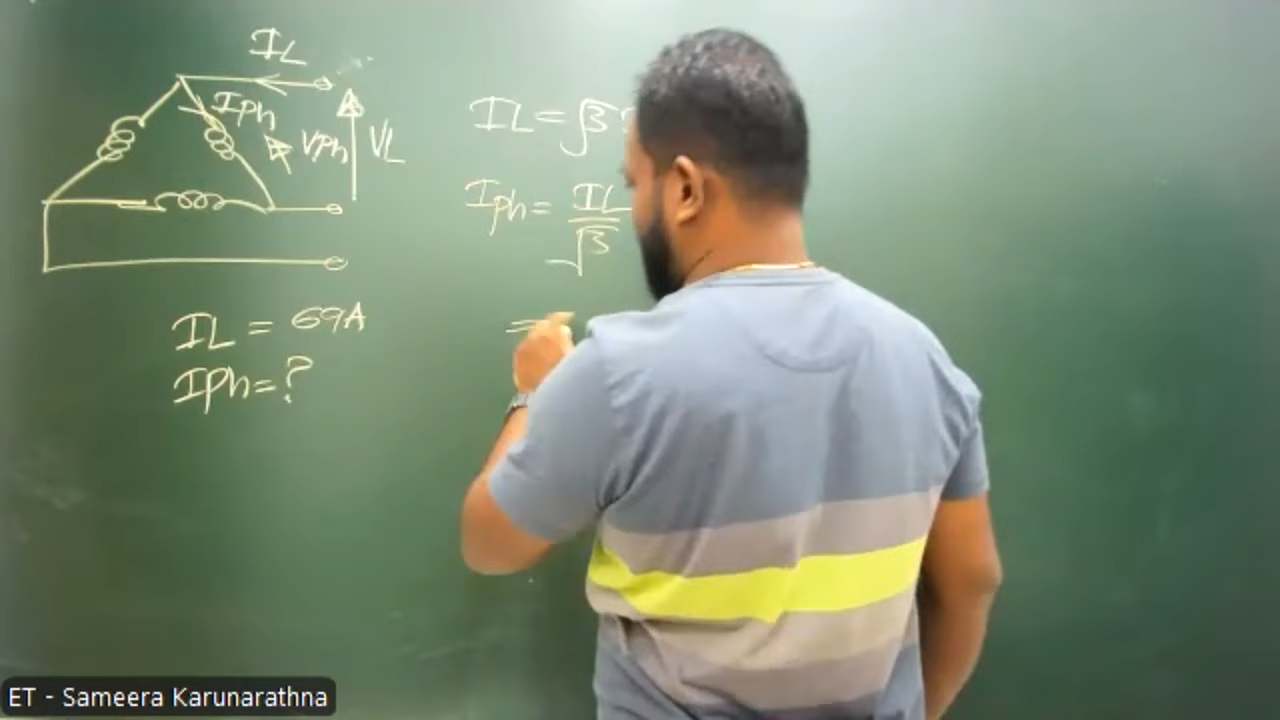 IL
Iph
Vph
VL
IL = 69A
Iph = ?
IL = √3
Iph = IL
√3
=
ET - Sameera Karunarathna